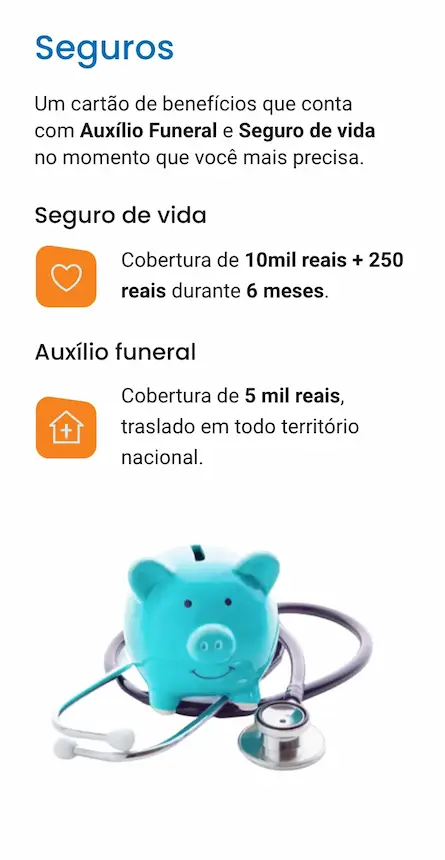 Seguros
Um cartão de benefícios que conta
com Auxílio Funeral e Seguro de vida
no momento que você mais precisa.
Seguro de vida
Cobertura de 10mil reais + 250
reais durante 6 meses.
Auxílio funeral
Cobertura de 5 mil reais,
traslado em todo território
nacional.